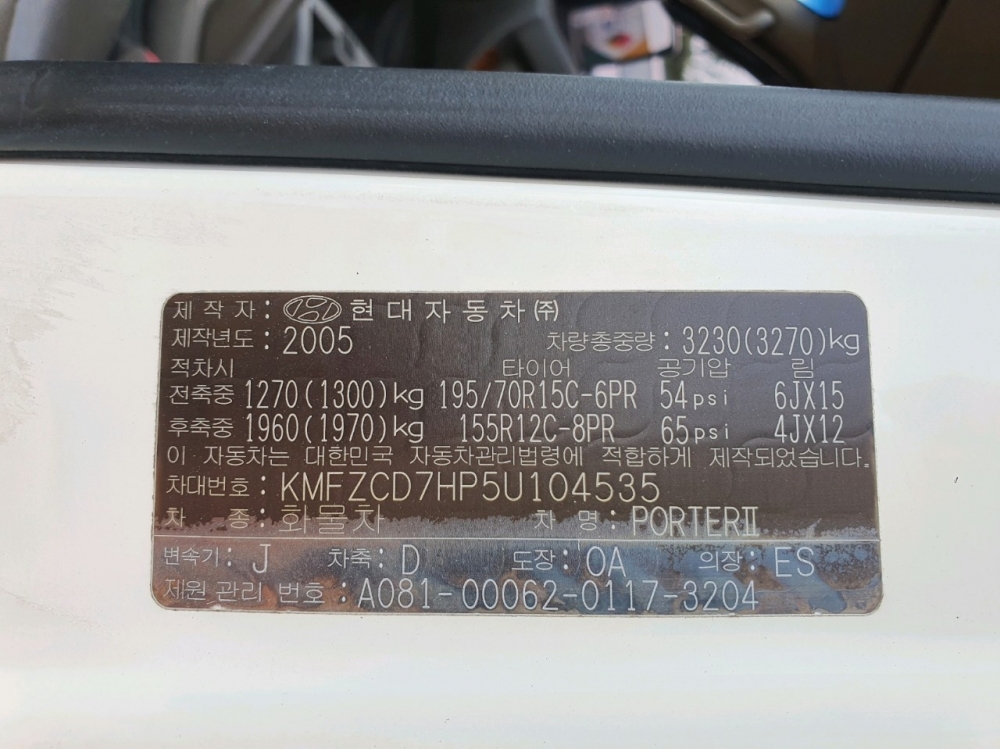 제 작 자 : 현대자동차㈜
제작년도 : 2005 차량총중량 : 3230(3270)kg
적차시 타이어 공기압 림
전축중 1270(1300)kg 195/70R15C-6PR 54psi 6JX15
후축중 1960(1970)kg 155R12C-8PR 65psi 4JX12
이 자동차는 대한민국 자동차관리법령에 적합하게 제작되었습니다.
차대번호 : KMFZCD7HP5U104535
차 종 : 화물차 차 명 : PORTERⅡ
변속기 : J 차축 : D 도장 : OA 의장 : ES
제원 관리 번호 : A081-00062-0117-3204